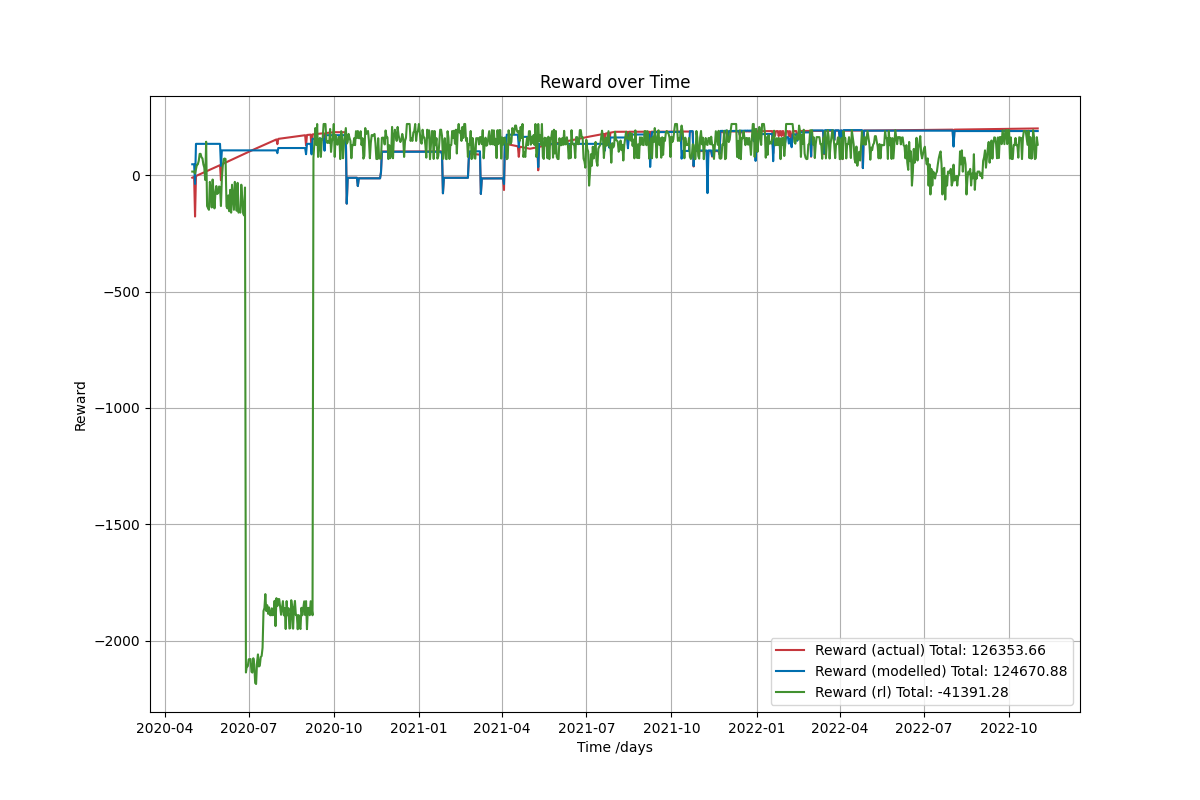 Reward over Time
Reward
0
−500
−1000
−1500
−2000
Reward (actual) Total: 126353.66
Reward (modelled) Total: 124670.88
Reward (rl) Total: -41391.28
2020-04 2020-07 2020-10 2021-01 2021-04 2021-07 2021-10 2022-01 2022-04 2022-07 2022-10
Time /days